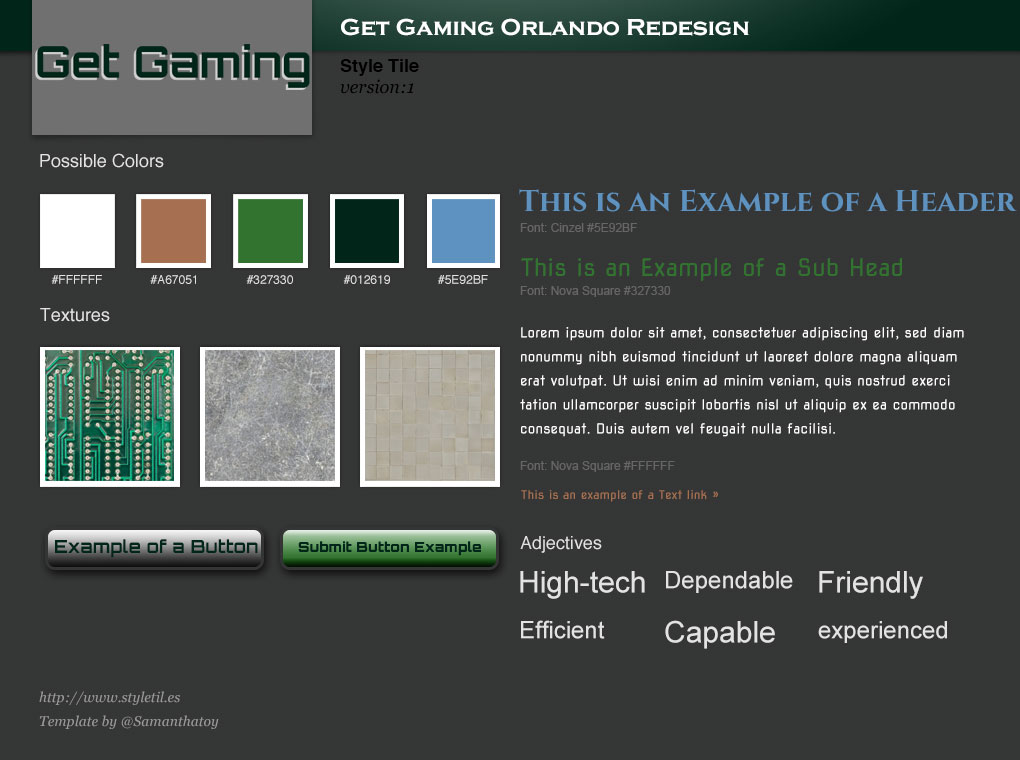 Get Gaming Orlando Redesign
Get Gaming
Style Tile
version:1
Possible Colors
#FFFFFF
#A67051
#327330
#012619
#5E92BF
Textures
Example of a Button
Submit Button Example
This is an Example of a Header
Font: Cinzel #5E92BF
This is an Example of a Sub Head
Font: Nova Square #327330
Lorem ipsum dolor sit amet, consectetuer adipiscing elit, sed diam
nonummy nibh euismod tincidunt ut laoreet dolore magna aliquam
erat volutpat. Ut wisi enim ad minim veniam, quis nostrud exerci
tation ullamcorper suscipit lobortis nisl ut aliquip ex ea commodo
consequat. Duis autem vel feugait nulla facilisi.
Font: Nova Square #FFFFFF
This is an example of a Text link »
Adjectives
High-tech Dependable Friendly
Efficient Capable experienced
http://www.styletil.es
Template by @Samanthatoy